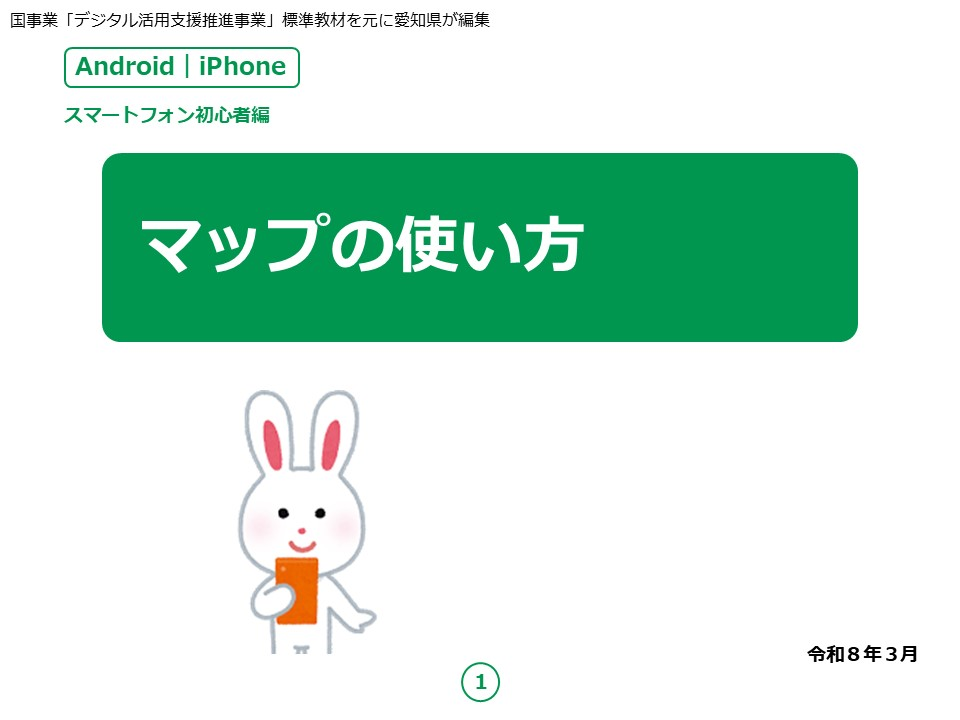 国事業「デジタル活用支援推進事業」標準教材を元に愛知県が編集
Android｜iPhone
スマートフォン初心者編
マップの使い方
令和８年３月
1